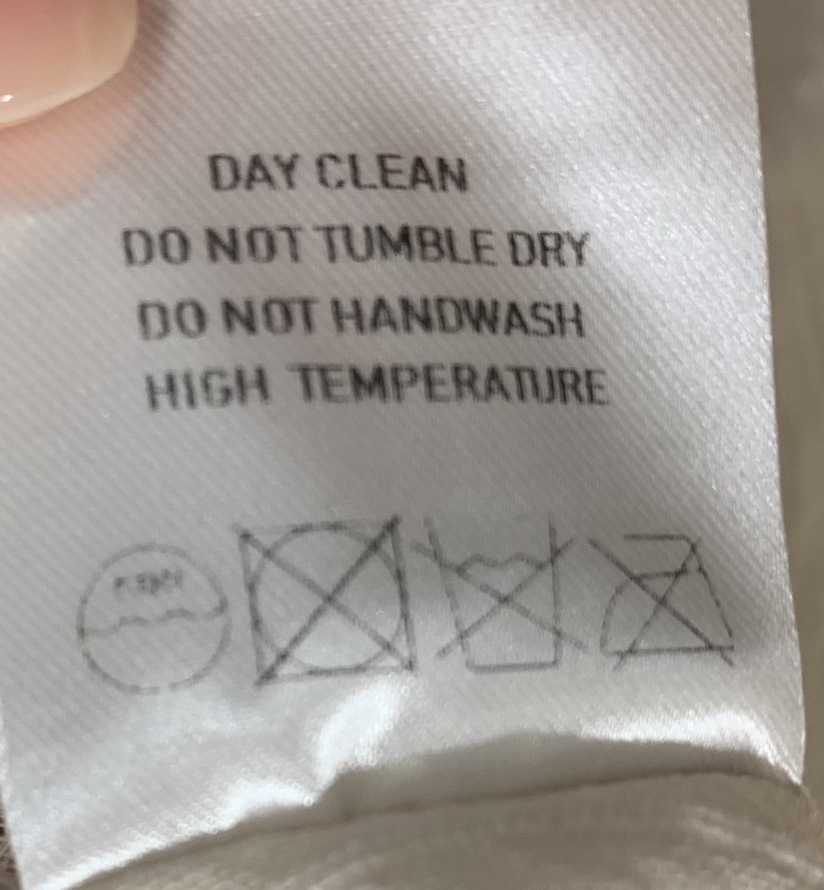 DAY CLEAN
DO NOT TUMBLE DRY
DO NOT HANDWASH
HIGH TEMPERATURE